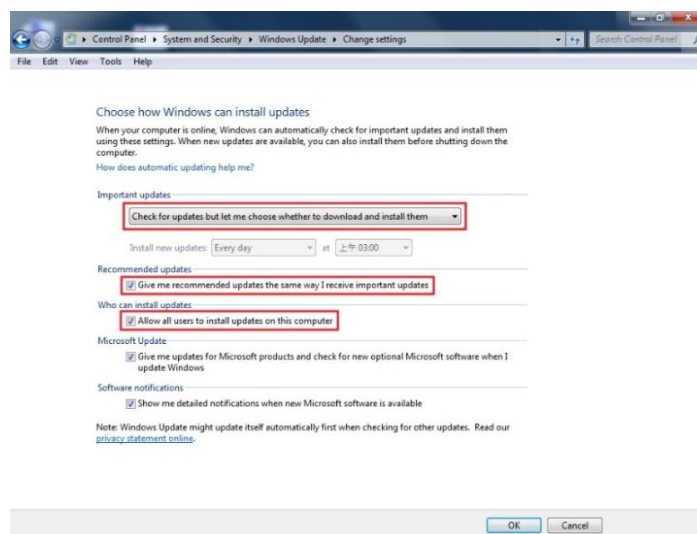 Control Panel ▸ System and Security ▸ Windows Update ▸ Change settings
Search Control Panel
File Edit View Tools Help
Choose how Windows can install updates
When your computer is online, Windows can automatically check for important updates and install them
using these settings. When new updates are available, you can also install them before shutting down the
computer.
How does automatic updating help me?
Important updates
Check for updates but let me choose whether to download and install them
Install new updates: Every day at 上午 03:00
Recommended updates
Give me recommended updates the same way I receive important updates
Who can install updates
Allow all users to install updates on this computer
Microsoft Update
Give me updates for Microsoft products and check for new optional Microsoft software when I
update Windows
Software notifications
Show me detailed notifications when new Microsoft software is available
Note: Windows Update might update itself automatically first when checking for other updates. Read our
privacy statement online.
OK Cancel